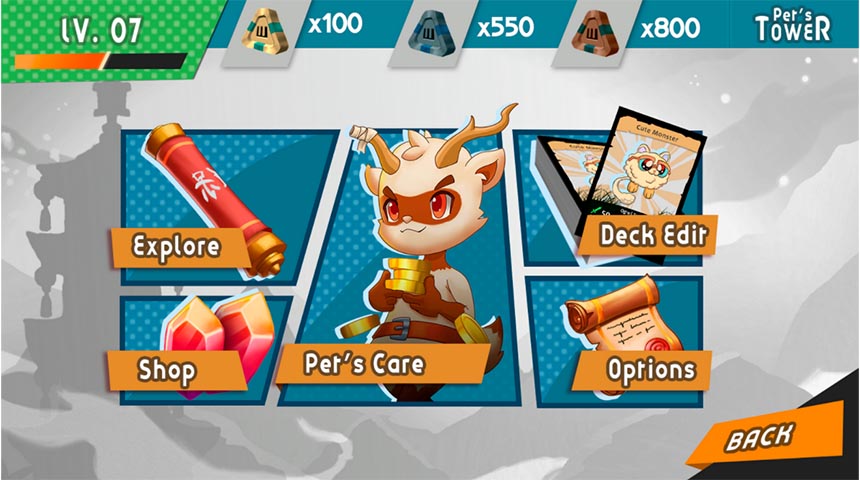 LV. 07
x100
x550
x800
Pet's
TOWER
Cute Monster
Explore
Deck Edit
Shop
Pet's Care
Options
BACK